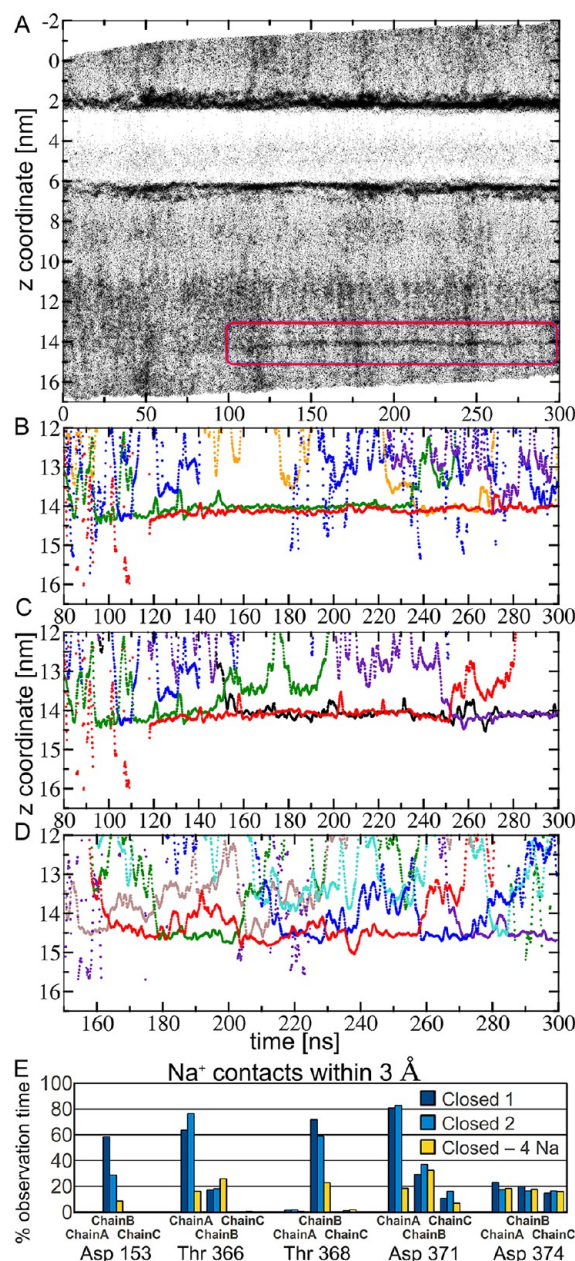 A
-2
0
2
4
6
8
10
12
14
16
z coordinate [nm]
0 50 100 150 200 250 300
B
12
13
14
15
16
80 100 120 140 160 180 200 220 240 260 280 300
C
12
13
14
15
16
z coordinate [nm]
80 100 120 140 160 180 200 220 240 260 280 300
D
12
13
14
15
16
160 180 200 220 240 260 280 300
time [ns]
E
Na+ contacts within 3 Å
100
80
60
40
20
0
% observation time
Closed 1
Closed 2
Closed – 4 Na
ChainB ChainA ChainC ChainB ChainA ChainC ChainB
ChainA ChainC ChainB ChainA ChainC ChainB ChainA ChainC
Asp 153 Thr 366 Thr 368 Asp 371 Asp 374